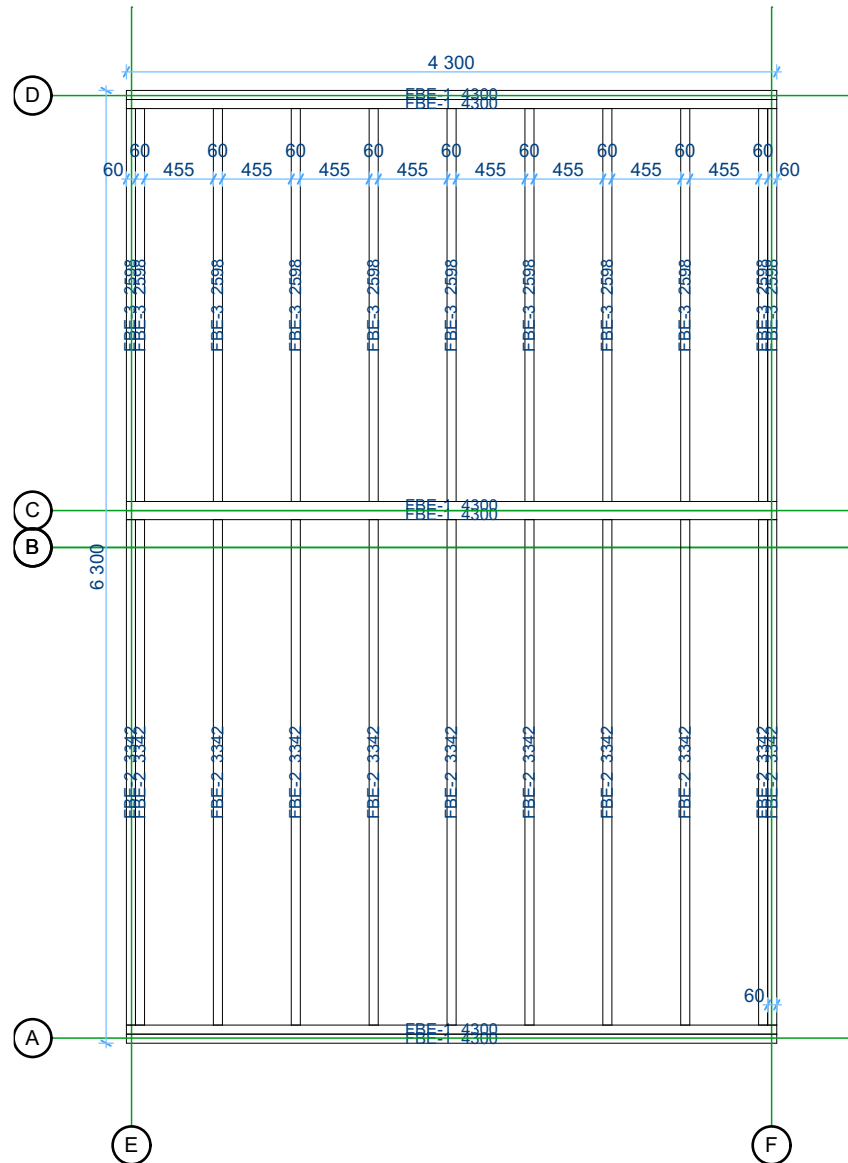 4 300
D
FBE-1 4300
FBE-1 4300
60 60 60 60 60 60 60 60 60
60 455 455 455 455 455 455 455 455 60
FBE-3 2598
FBE-3 2598
FBE-3 2598
FBE-3 2598
FBE-3 2598
FBE-3 2598
FBE-3 2598
FBE-3 2598
FBE-3 2598
FBE-3 2598
FBE-3 2598
C
FBE-1 4300
FBE-1 4300
B
6 300
FBE-2 3342
FBE-2 3342
FBE-2 3342
FBE-2 3342
FBE-2 3342
FBE-2 3342
FBE-2 3342
FBE-2 3342
FBE-2 3342
FBE-2 3342
FBE-2 3342
60
FBE-1 4300
A
FBE-1 4300
E F